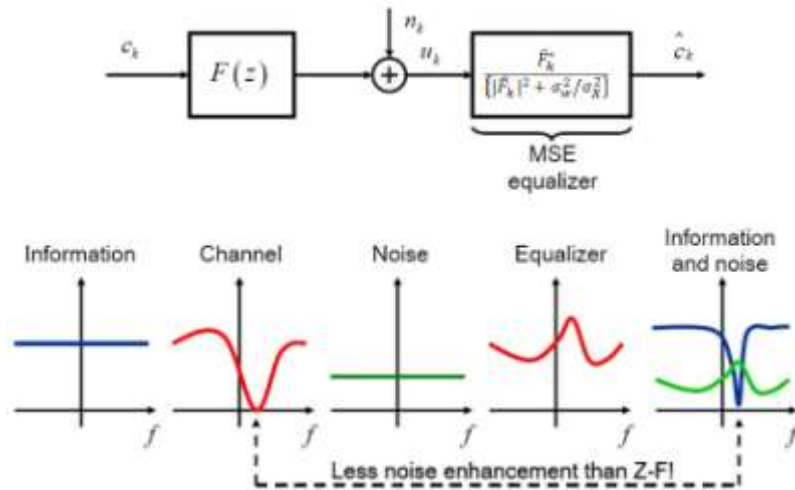 n_k
c_k
F(z)
+
u_k
F̂*_k
[|F̂_k|² + σ²_w/σ²_X]
ĉ_k
MSE
equalizer
Information
Channel
Noise
Equalizer
Information
and noise
f
f
f
f
f
Less noise enhancement than Z-F!